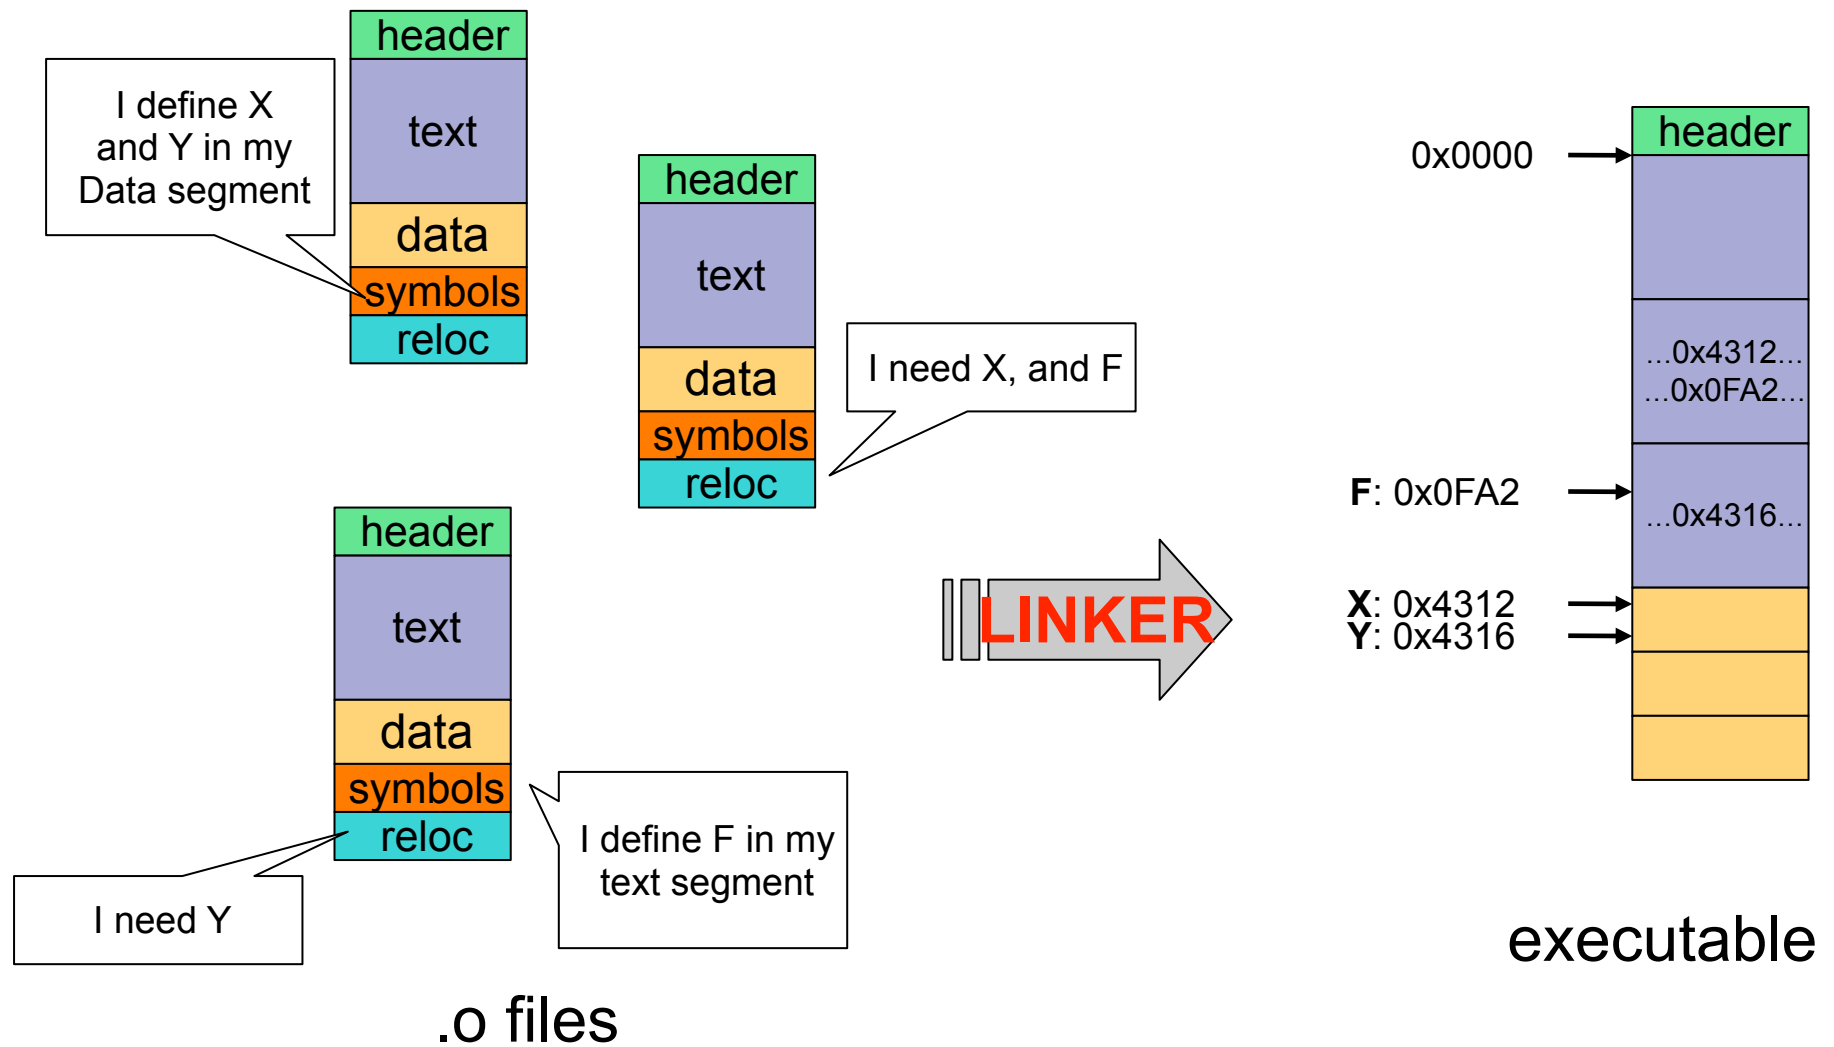 header
I define X
and Y in my
Data segment
text
data
symbols
reloc
header
text
data
symbols
reloc
I need X, and F
header
text
data
symbols
reloc
I need Y
I define F in my
text segment
.o files
LINKER
header
0x0000
...0x4312...
...0x0FA2...
F: 0x0FA2
...0x4316...
X: 0x4312
Y: 0x4316
executable